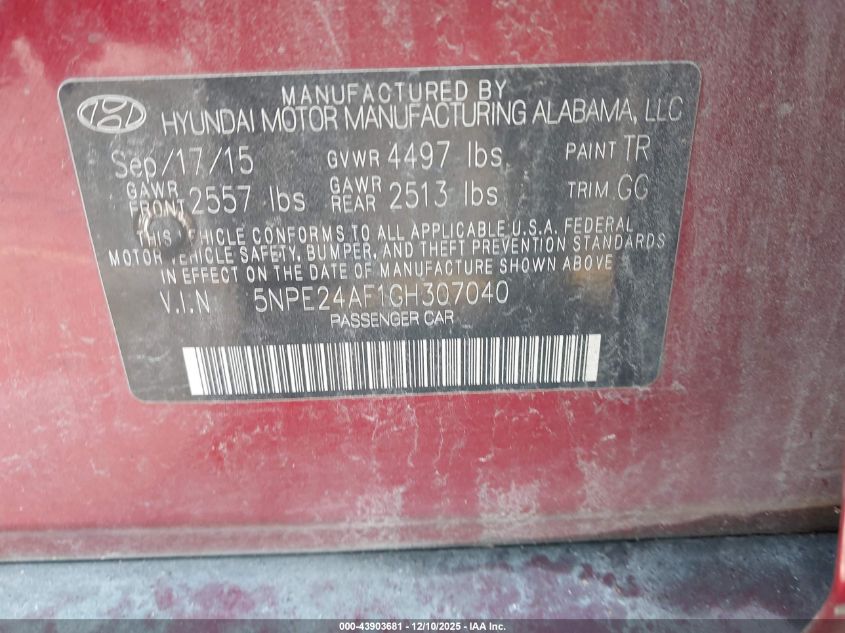 MANUFACTURED BY
HYUNDAI MOTOR MANUFACTURING ALABAMA, LLC
Sep/17/15 GVWR 4497 lbs PAINT TR
GAWR FRONT 2557 lbs GAWR REAR 2513 lbs TRIM GG
THIS VEHICLE CONFORMS TO ALL APPLICABLE U.S.A. FEDERAL
MOTOR VEHICLE SAFETY, BUMPER, AND THEFT PREVENTION STANDARDS
IN EFFECT ON THE DATE OF MANUFACTURE SHOWN ABOVE
V.I.N 5NPE24AF1GH307040
PASSENGER CAR
000-43903681 - 12/10/2025 - IAA Inc.